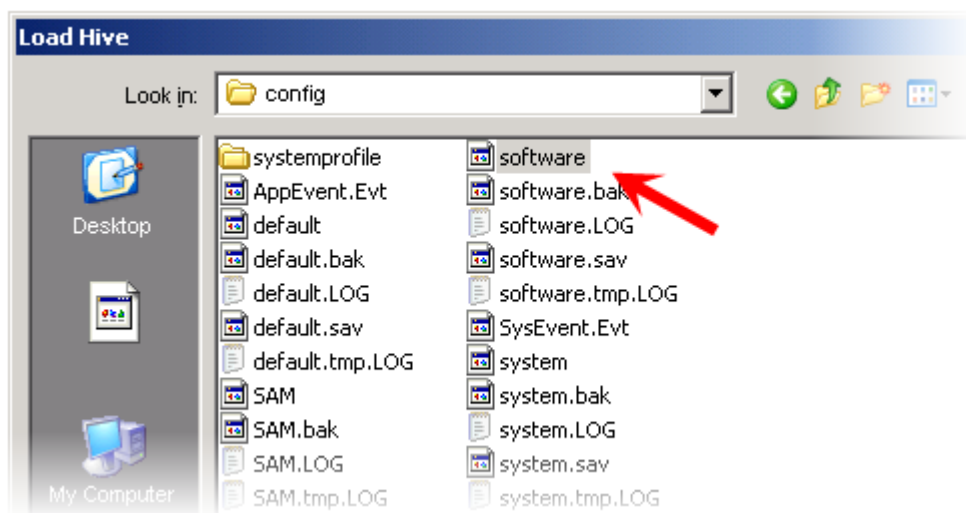 Load Hive
Look in:
config
Desktop
My Computer
systemprofile
AppEvent.Evt
default
default.bak
default.LOG
default.sav
default.tmp.LOG
SAM
SAM.bak
SAM.LOG
SAM.tmp.LOG
software
software.bak
software.LOG
software.sav
software.tmp.LOG
SysEvent.Evt
system
system.bak
system.LOG
system.sav
system.tmp.LOG